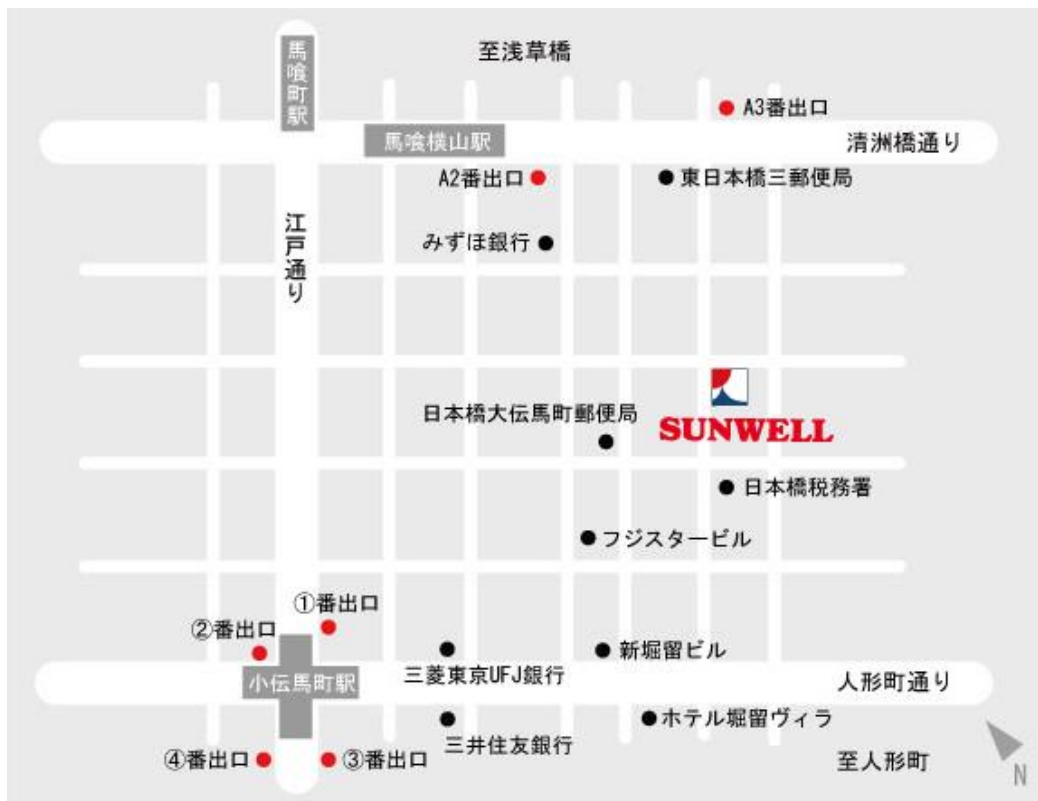 馬喰町駅
至浅草橋
A3番出口
馬喰横山駅
清洲橋通り
A2番出口
東日本橋三郵便局
江戸通り
みずほ銀行
日本橋大伝馬町郵便局
SUNWELL
日本橋税務署
フジスタービル
①番出口
②番出口
小伝馬町駅
三菱東京UFJ銀行
新堀留ビル
人形町通り
三井住友銀行
ホテル堀留ヴィラ
④番出口
③番出口
至人形町
N